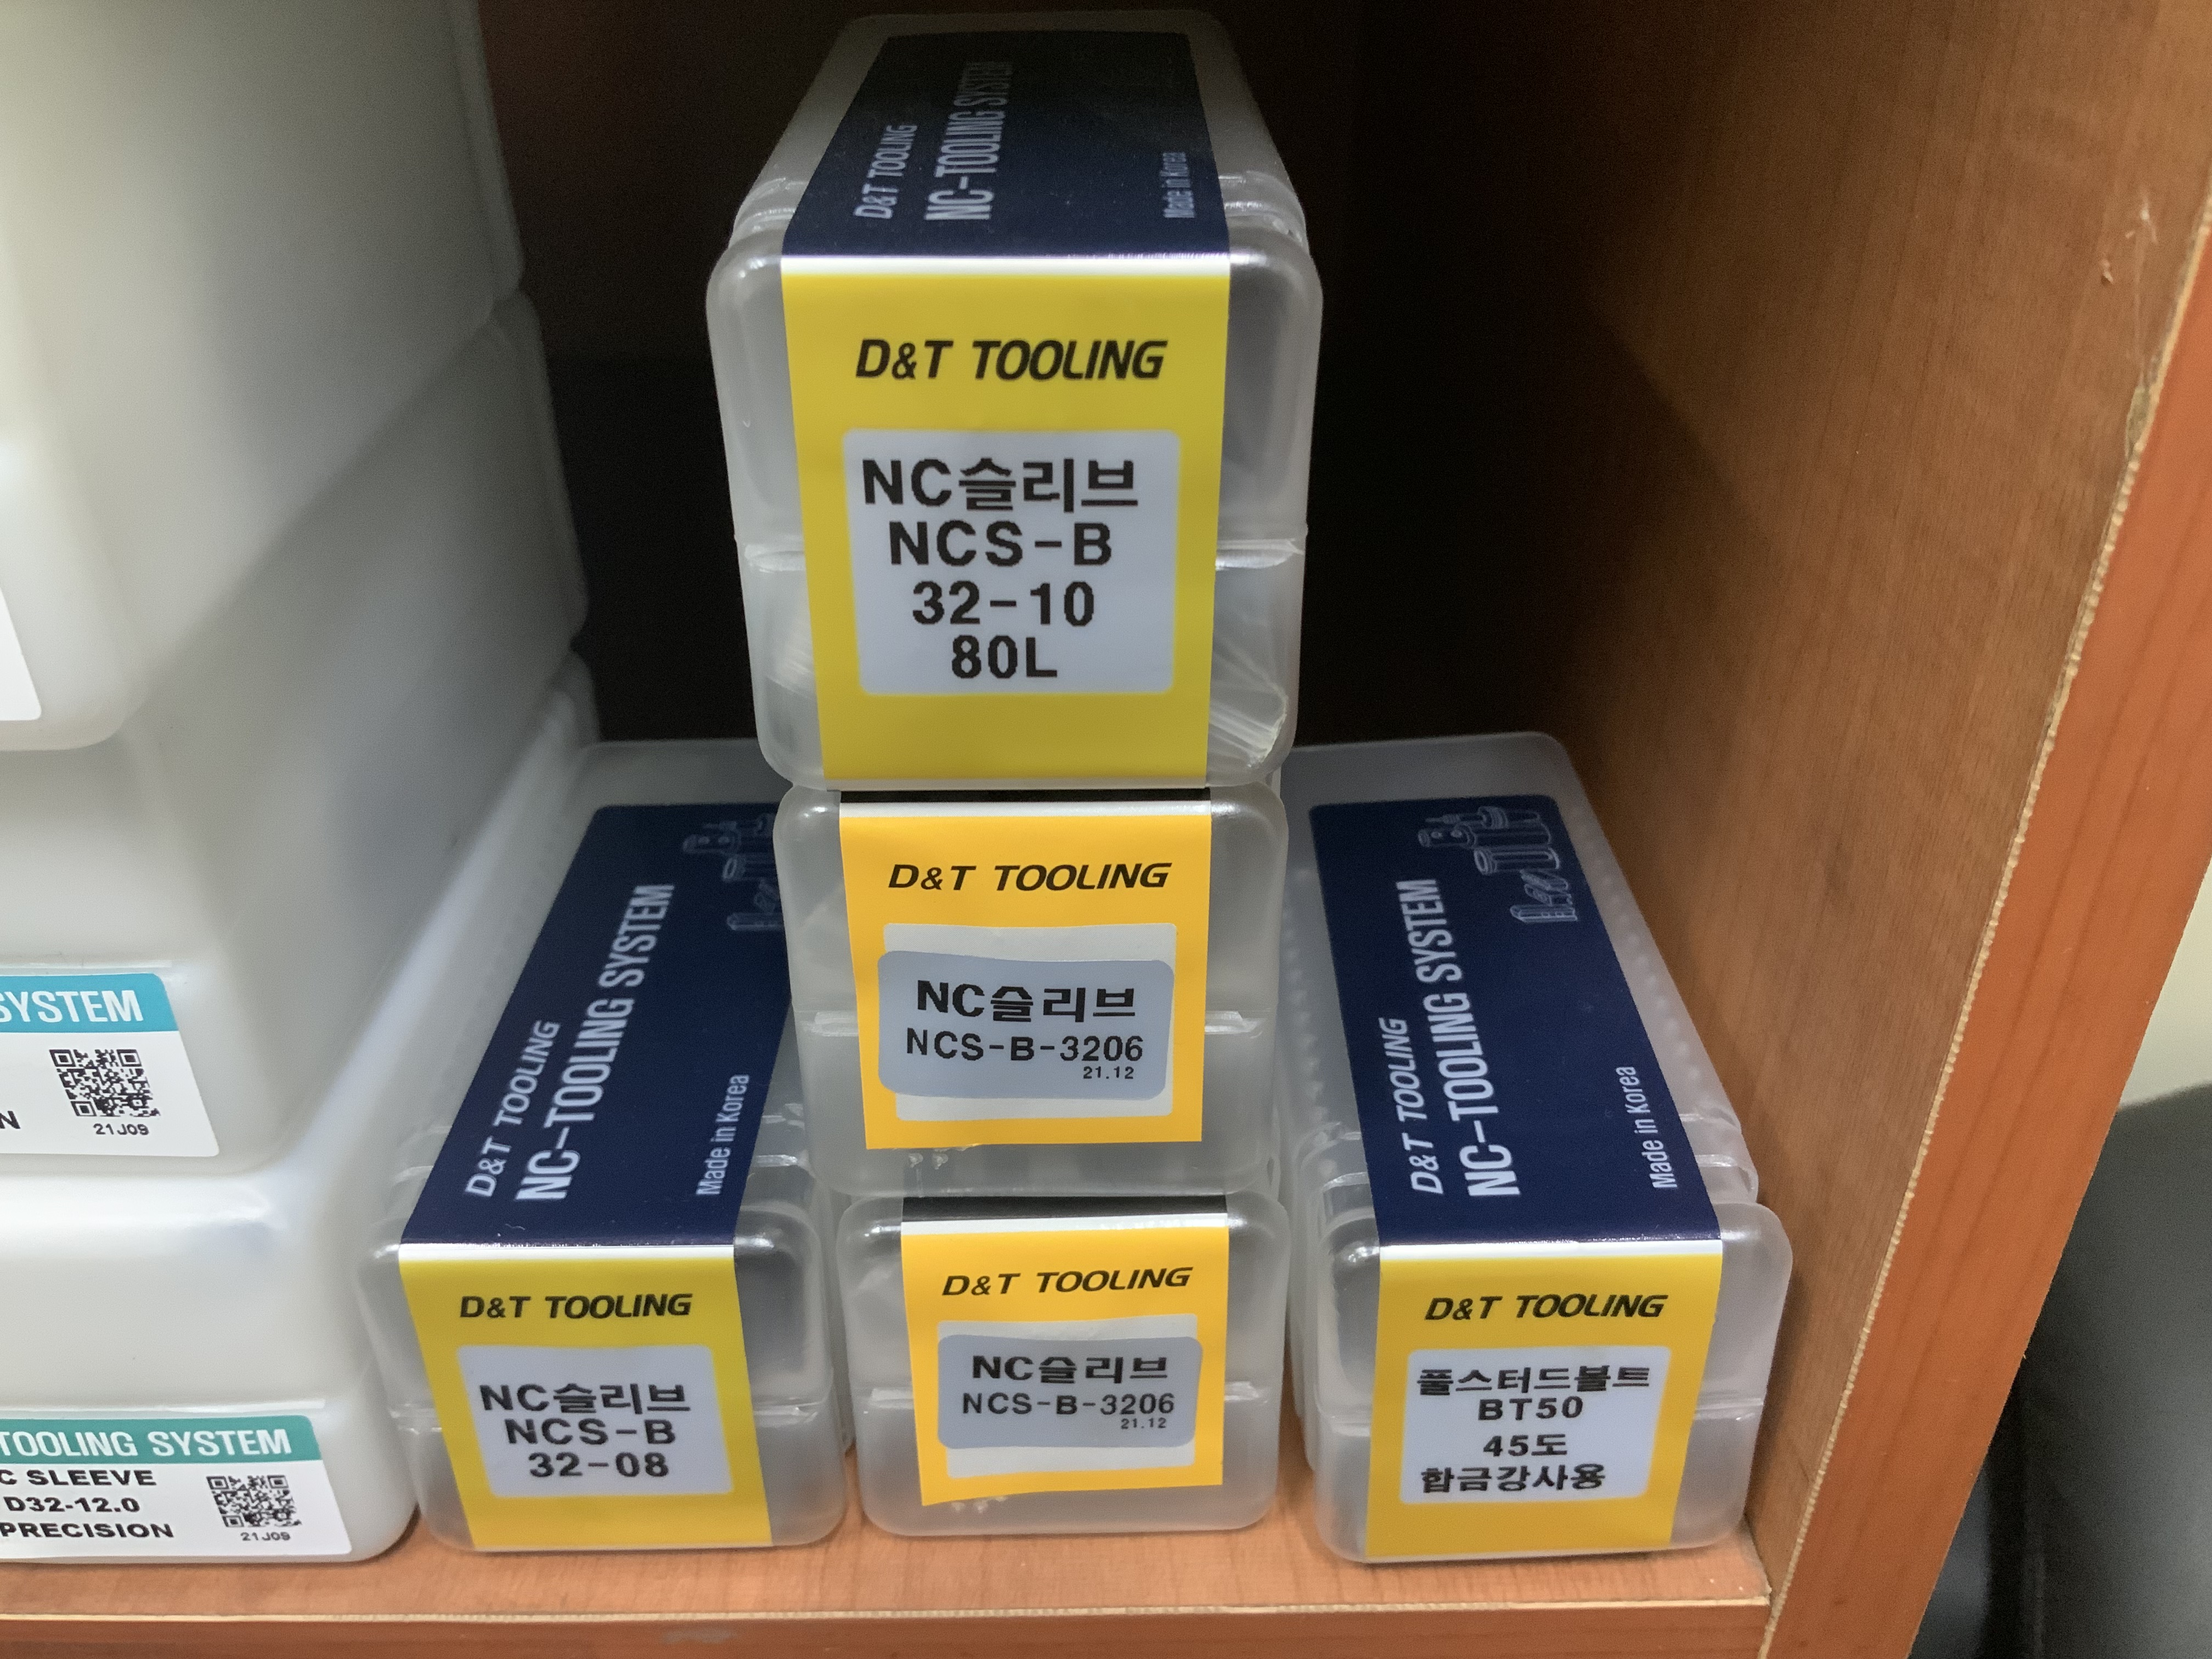 D&T TOOLING
NC-TOOLING SYSTEM
Made in Korea
D&T TOOLING
NC슬리브
NCS-B
32-10
80L
D&T TOOLING
NC슬리브
NCS-B-3206
21.12
D&T TOOLING
NC슬리브
NCS-B-3206
21.12
D&T TOOLING
NC-TOOLING SYSTEM
Made in Korea
D&T TOOLING
NC슬리브
NCS-B
32-08
D&T TOOLING
NC-TOOLING SYSTEM
Made in Korea
D&T TOOLING
풀스터드볼트
BT50
45도
합금강사용
SYSTEM
N
21J09
TOOLING SYSTEM
C SLEEVE
D32-12.0
PRECISION
21J09